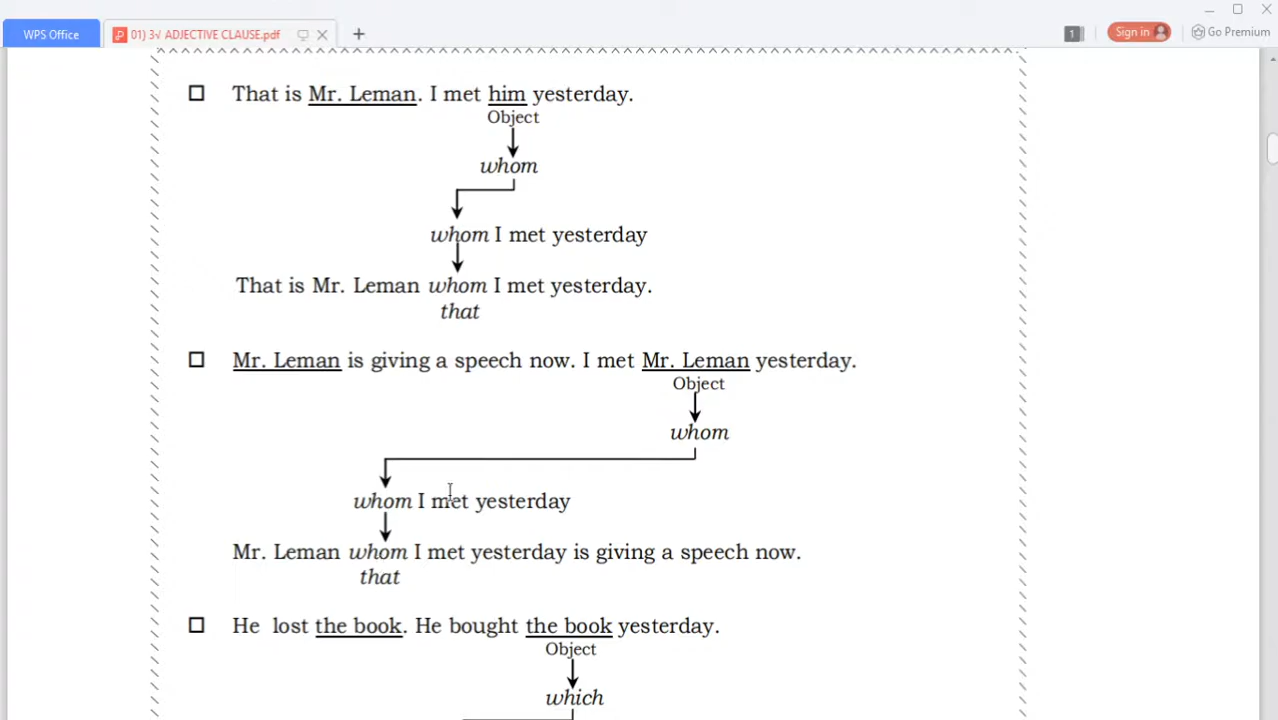 WPS Office
01) 3√ ADJECTIVE CLAUSE.pdf
1
Sign in
Go Premium
That is Mr. Leman. I met him yesterday.
Object
whom
whom I met yesterday
That is Mr. Leman whom I met yesterday.
that
Mr. Leman is giving a speech now. I met Mr. Leman yesterday.
Object
whom
whom I met yesterday
Mr. Leman whom I met yesterday is giving a speech now.
that
He lost the book. He bought the book yesterday.
Object
which